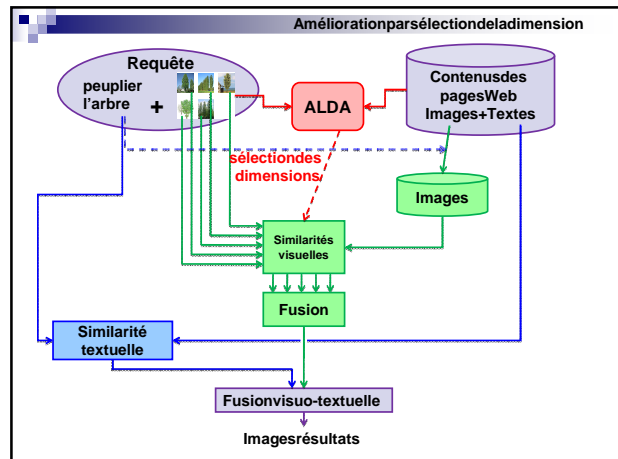 Améliorationparsélectiondeladimension
Requête
peuplier
l'arbre
+
ALDA
Contenusdes
pagesWeb
Images+Textes
sélectiondes
dimensions
Images
Similarités
visuelles
Fusion
Similarité
textuelle
Fusionvisuo-textuelle
Imagesrésultats